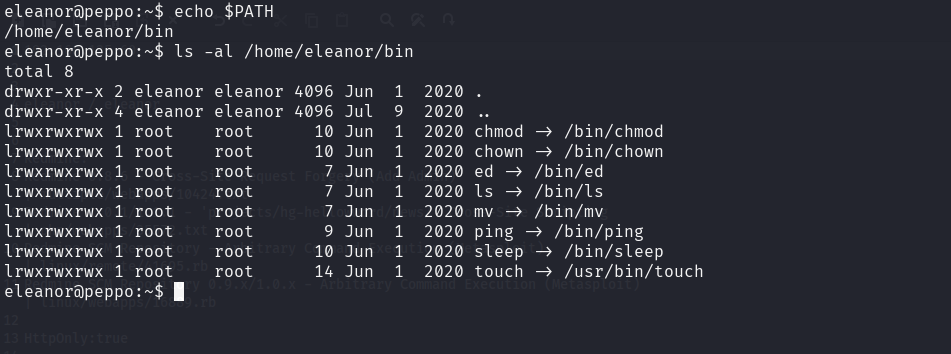 eleanor@peppo:~$ echo $PATH
/home/eleanor/bin
eleanor@peppo:~$ ls -al /home/eleanor/bin
total 8
drwxr-xr-x 2 eleanor eleanor 4096 Jun  1  2020 .
drwxr-xr-x 4 eleanor eleanor 4096 Jul  9  2020 ..
lrwxrwxrwx 1 root    root      10 Jun  1  2020 chmod -> /bin/chmod
lrwxrwxrwx 1 root    root      10 Jun  1  2020 chown -> /bin/chown
lrwxrwxrwx 1 root    root       7 Jun  1  2020 ed -> /bin/ed
lrwxrwxrwx 1 root    root       7 Jun  1  2020 ls -> /bin/ls
lrwxrwxrwx 1 root    root       7 Jun  1  2020 mv -> /bin/mv
lrwxrwxrwx 1 root    root       9 Jun  1  2020 ping -> /bin/ping
lrwxrwxrwx 1 root    root      10 Jun  1  2020 sleep -> /bin/sleep
lrwxrwxrwx 1 root    root      14 Jun  1  2020 touch -> /usr/bin/touch
eleanor@peppo:~$
12
13 HttpOnly:true